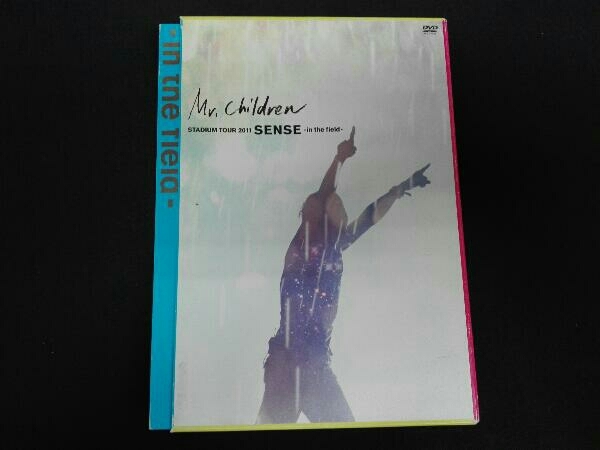 -in the field-
DVD
Mr. Children
STADIUM TOUR 2011 SENSE -in the field-